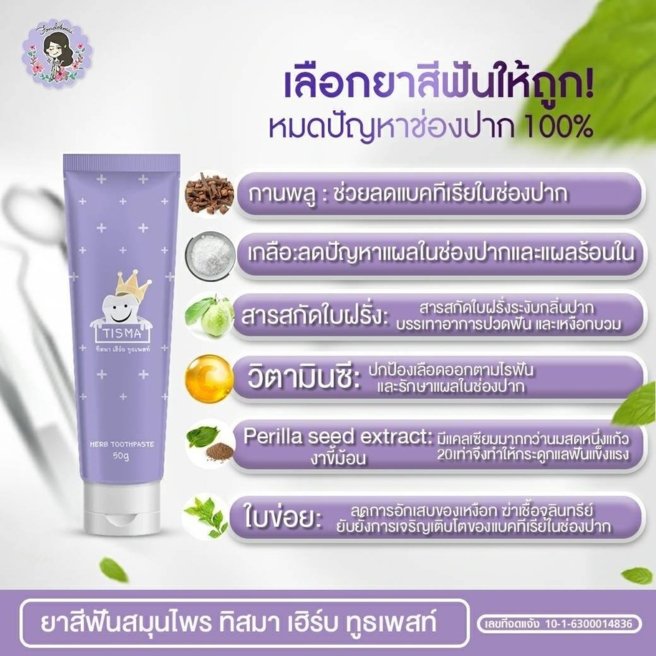 เลือกยาสีฟันให้ถูก!
หมดปัญหาช่องปาก 100%
กานพลู : ช่วยลดแบคทีเรียในช่องปาก
เกลือ:ลดปัญหาแผลในช่องปากและแผลร้อนใน
สารสกัดใบฝรั่ง: สารสกัดใบฝรั่งระงับกลิ่นปาก
บรรเทาอาการปวดฟัน และเหงือกบวม
วิตามินซี: ปกป้องเลือดออกตามไรฟัน
และรักษาแผลในช่องปาก
Perilla seed extract: มีแคลเซียมมากกว่านมสดหนึ่งแก้ว
งาขี้ม้อน 20เท่าจึงทำให้กระดูกแลฟันแข็งแรง
ใบข่อย: ลดการอักเสบของเหงือก ฆ่าเชื้อจุลินทรีย์
ยับยั้งการเจริญเติบโตของแบคทีเรียในช่องปาก
TISMA
ทิสมา เฮิร์บ ทูธเพสท์
HERB TOOTHPASTE
50g
ยาสีฟันสมุนไพร ทิสมา เฮิร์บ ทูธเพสท์
เลขที่จดแจ้ง 10-1-6300014836